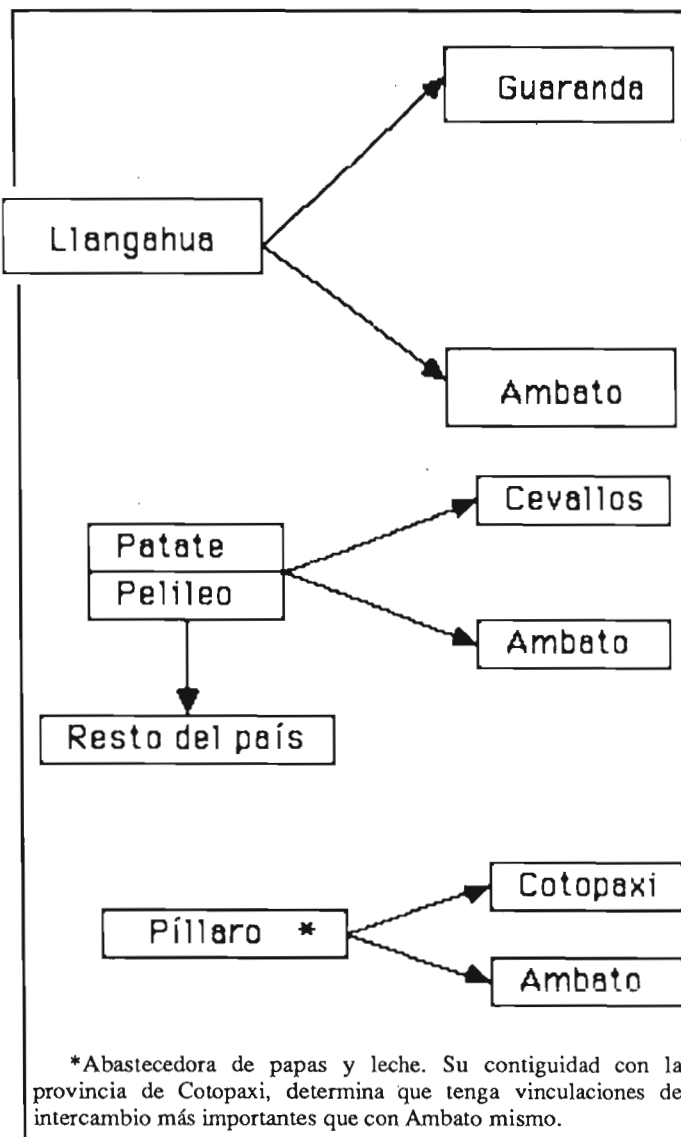 Guaranda
Llangahua
Ambato
Cevallos
Patate
Pelileo
Ambato
Resto del país
Cotopaxi
Píllaro *
Ambato
*Abastecedora de papas y leche. Su contiguidad con la
provincia de Cotopaxi, determina que tenga vinculaciones de
intercambio más importantes que con Ambato mismo.